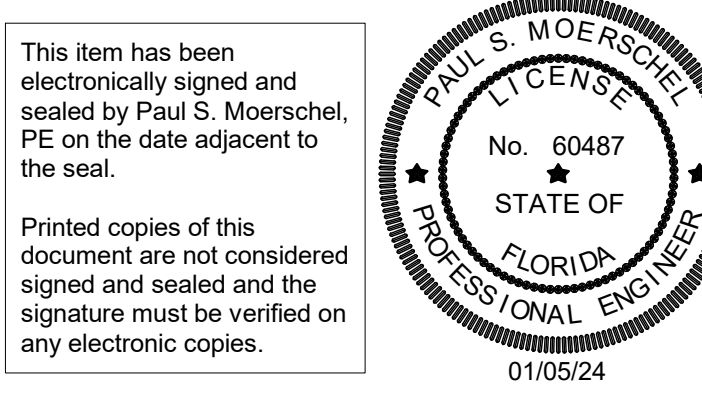 This item has been
electronically signed and
sealed by Paul S. Moerschel,
PE on the date adjacent to
the seal.
Printed copies of this
document are not considered
signed and sealed and the
signature must be verified on
any electronic copies.
PAUL S. MOERSCHEL
LICENSE
No. 60487
STATE OF
FLORIDA
PROFESSIONAL ENGINEER
01/05/24